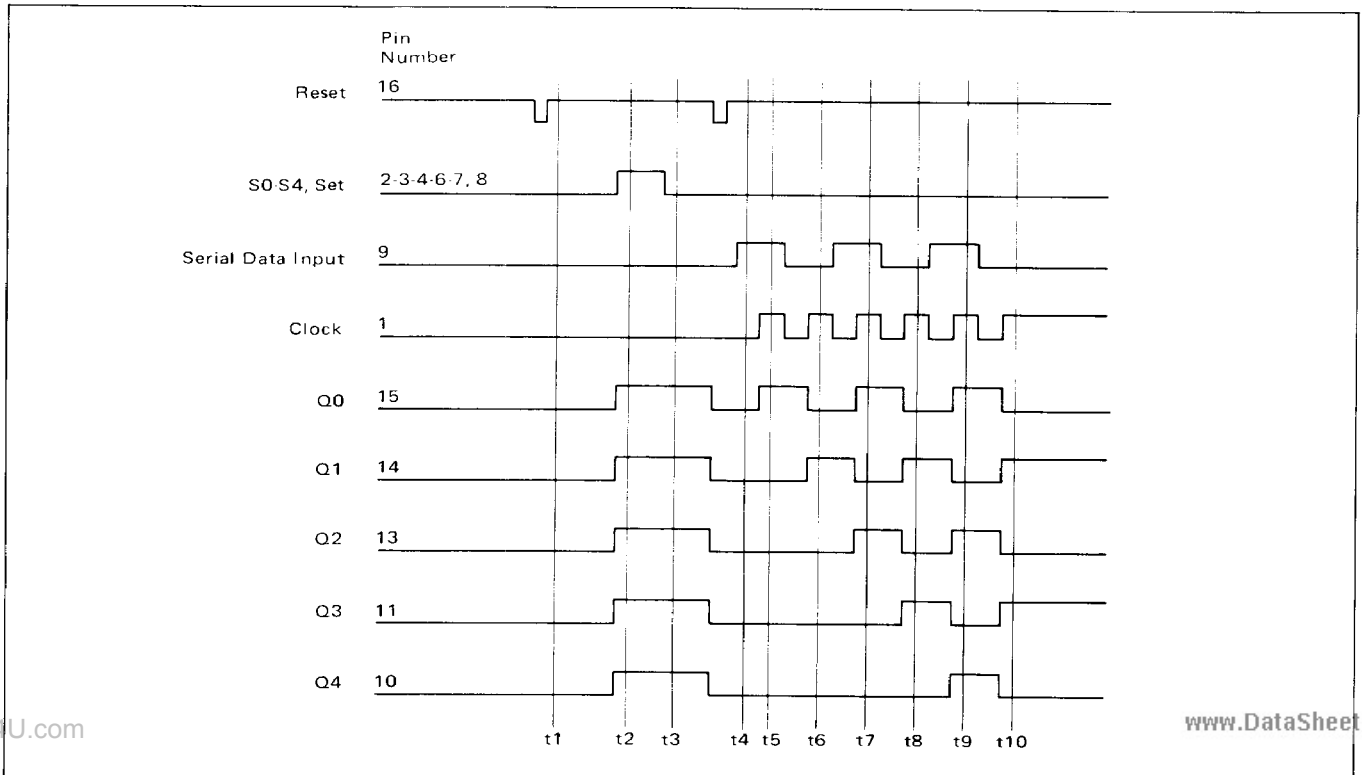 Pin
Number
Reset 16
S0-S4, Set 2-3-4-6-7, 8
Serial Data Input 9
Clock 1
Q0 15
Q1 14
Q2 13
Q3 11
Q4 10
t1 t2 t3 t4 t5 t6 t7 t8 t9 t10
U.com
www.DataSheet